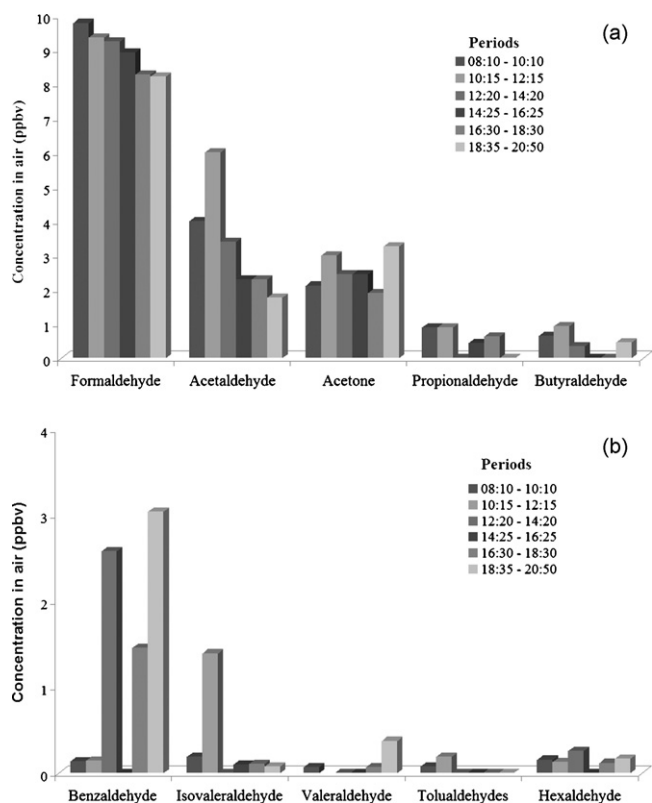 (a)
Periods
08:10 - 10:10
10:15 - 12:15
12:20 - 14:20
14:25 - 16:25
16:30 - 18:30
18:35 - 20:50
Concentration in air (ppbv)
10
9
8
7
6
5
4
3
2
1
0
Formaldehyde Acetaldehyde Acetone Propionaldehyde Butyraldehyde
(b)
Periods
08:10 - 10:10
10:15 - 12:15
12:20 - 14:20
14:25 - 16:25
16:30 - 18:30
18:35 - 20:50
Concentration in air (ppbv)
4
3
2
1
0
Benzaldehyde Isovaleraldehyde Valeraldehyde Tolualdehydes Hexaldehyde